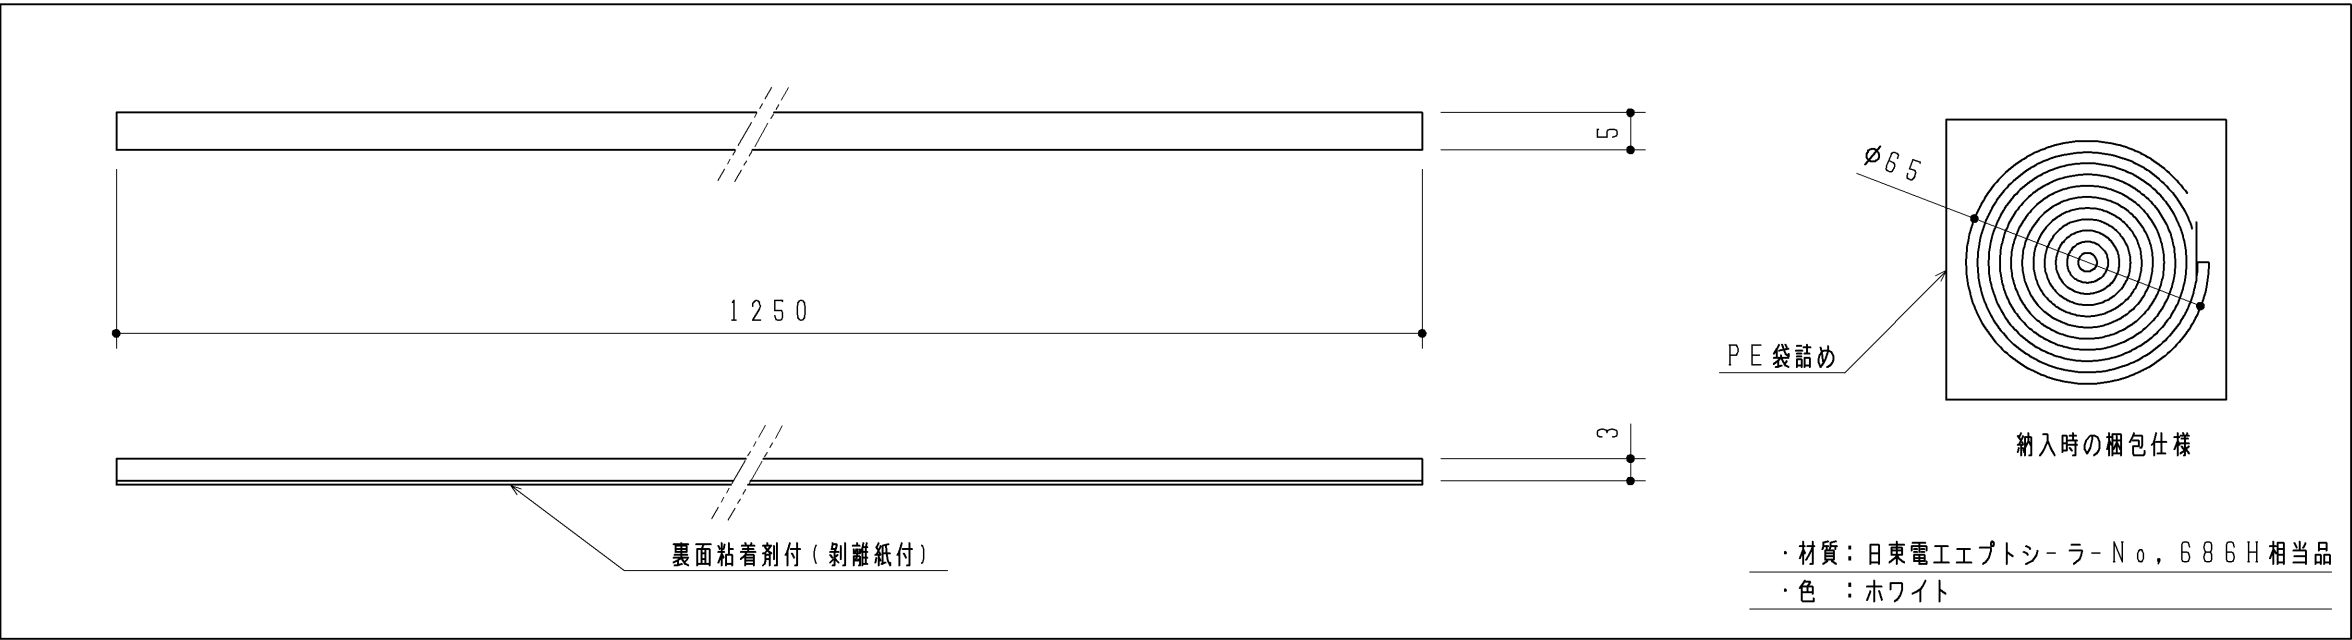 5
φ65
1250
PE袋詰め
3
納入時の梱包仕様
裏面粘着剤付(剝離紙付)
・材質:日東電工エプトシーラーNo,686H相当品
・色 :ホワイト